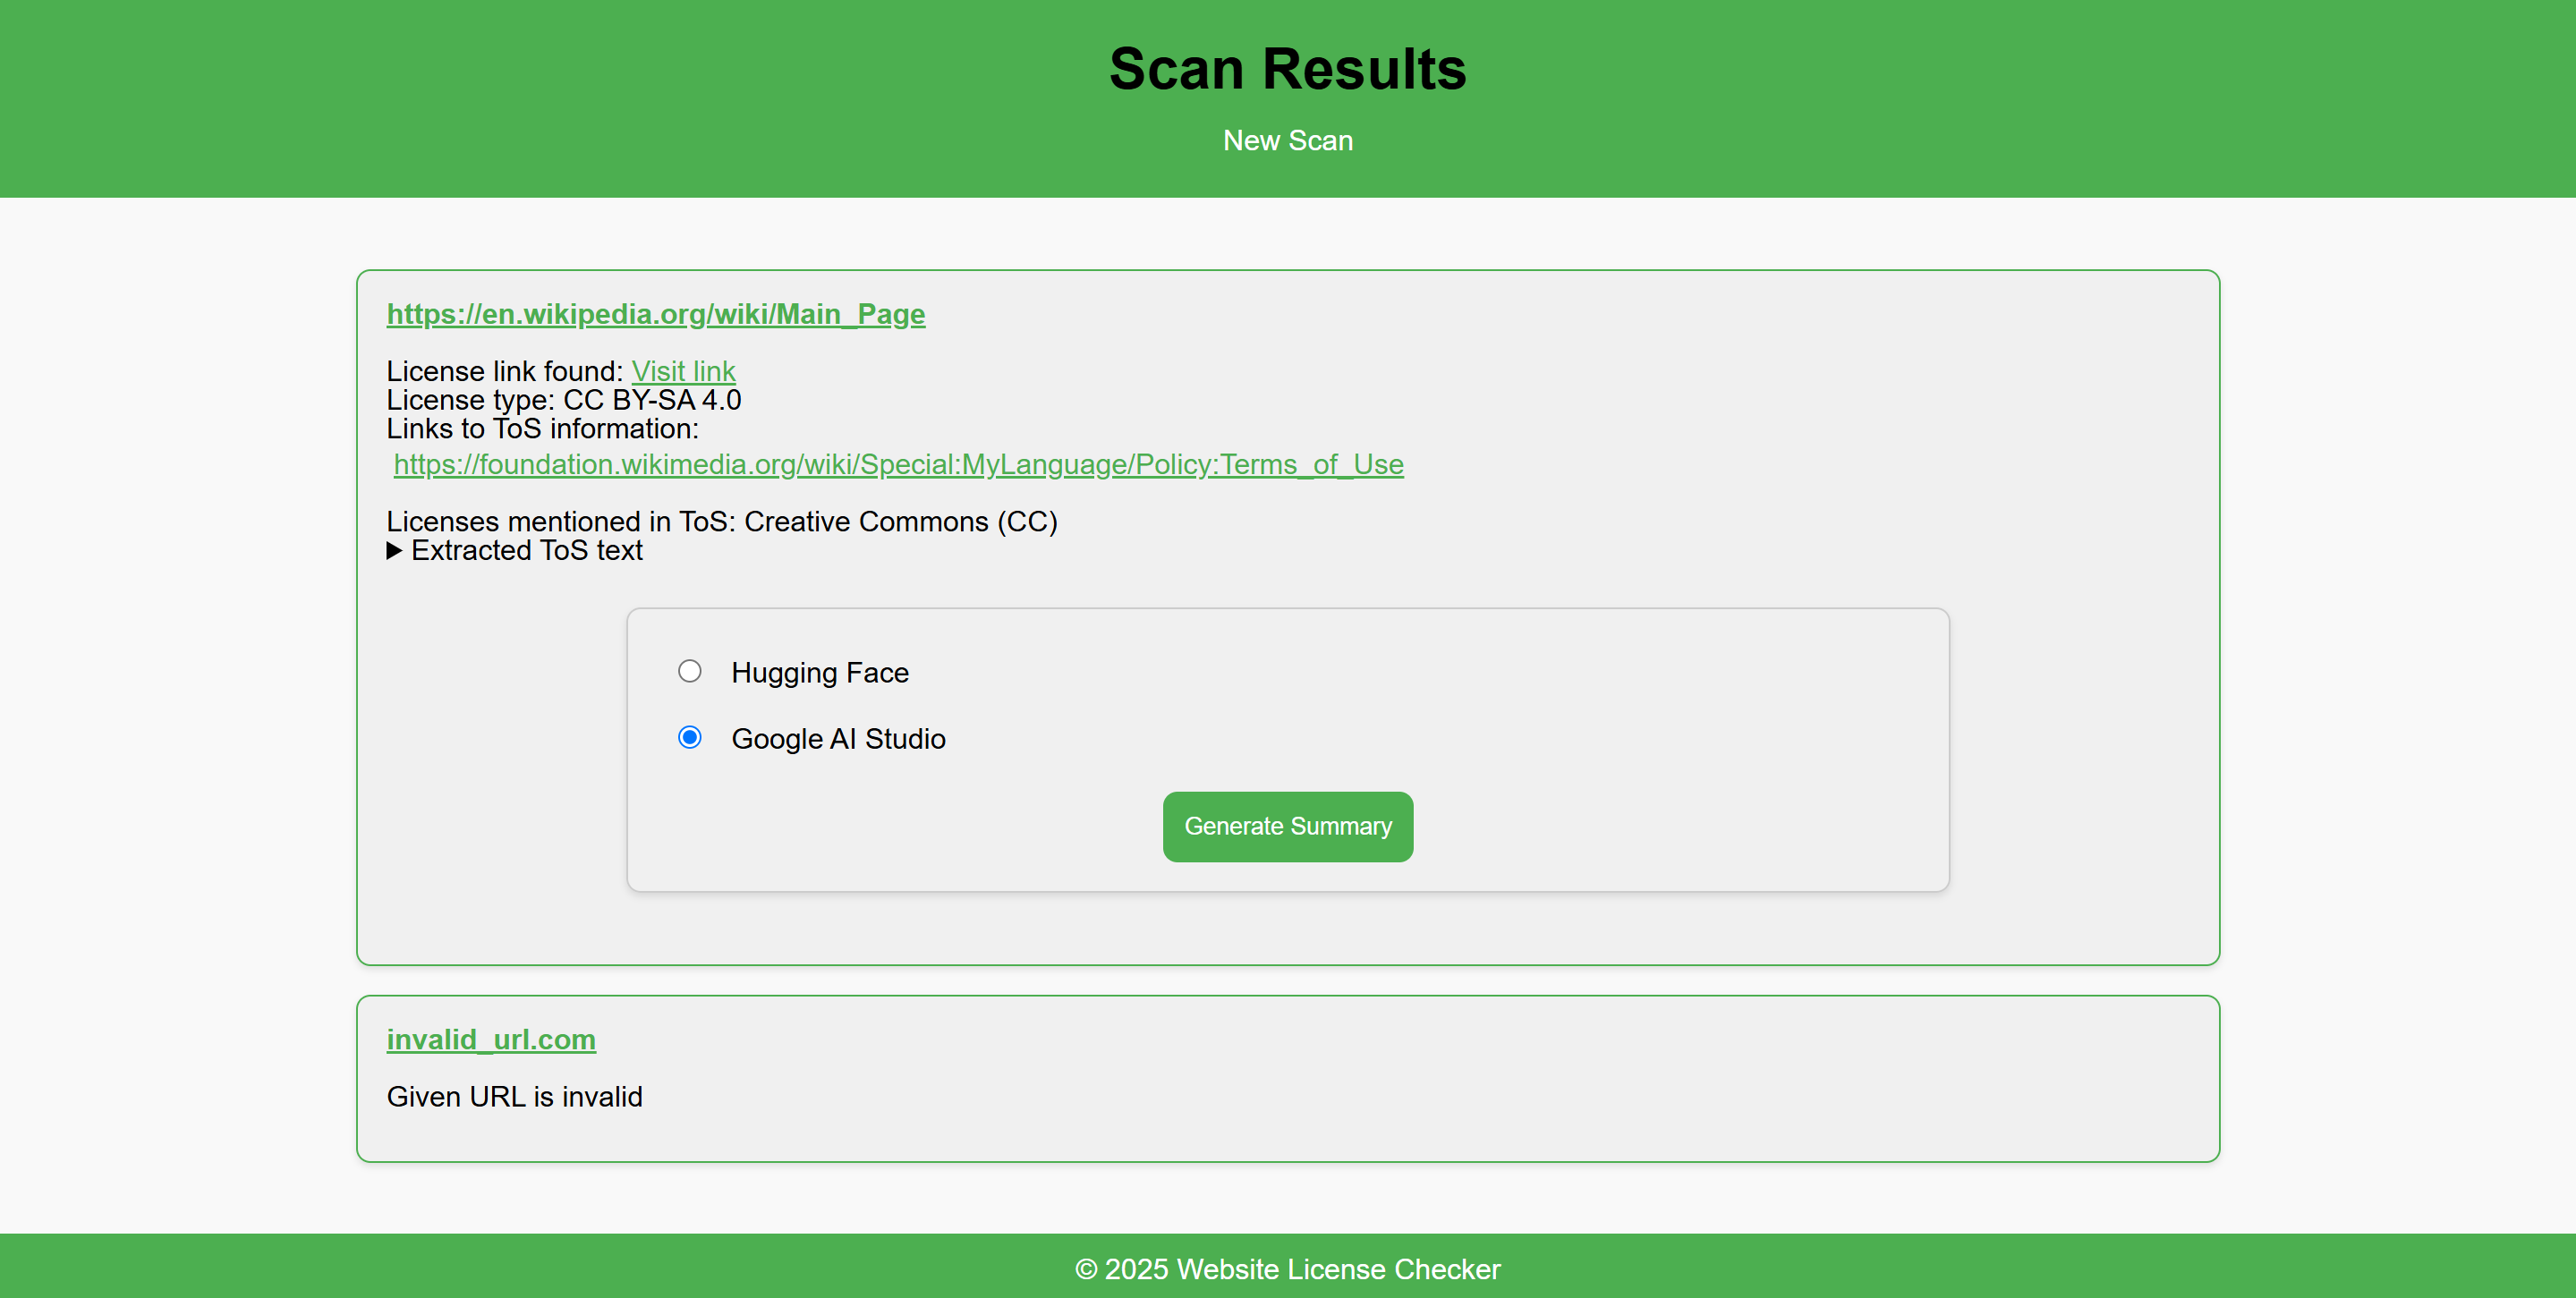 Scan Results
New Scan
https://en.wikipedia.org/wiki/Main_Page
License link found: Visit link
License type: CC BY-SA 4.0
Links to ToS information:
https://foundation.wikimedia.org/wiki/Special:MyLanguage/Policy:Terms_of_Use
Licenses mentioned in ToS: Creative Commons (CC)
Extracted ToS text
Hugging Face
Google AI Studio
Generate Summary
invalid_url.com
Given URL is invalid
© 2025 Website License Checker